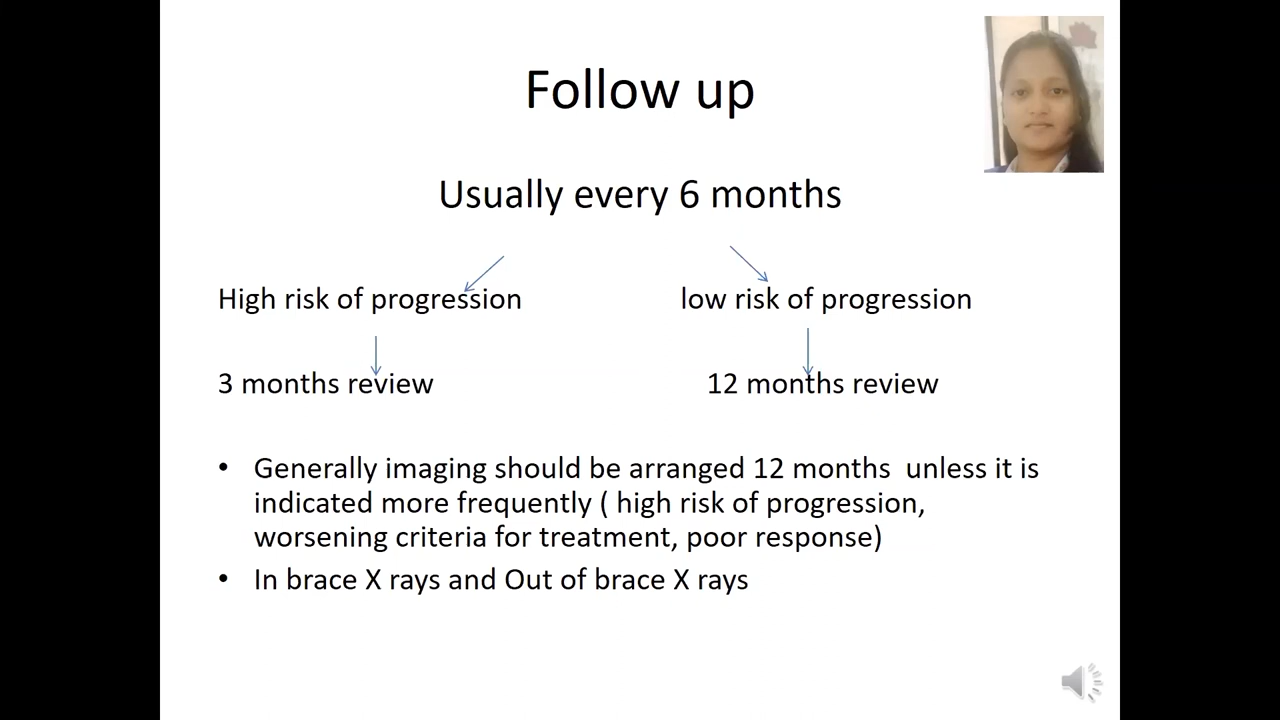 Follow up
Usually every 6 months
High risk of progression
low risk of progression
3 months review
12 months review
• Generally imaging should be arranged 12 months  unless it is
indicated more frequently ( high risk of progression,
worsening criteria for treatment, poor response)
• In brace X rays and Out of brace X rays